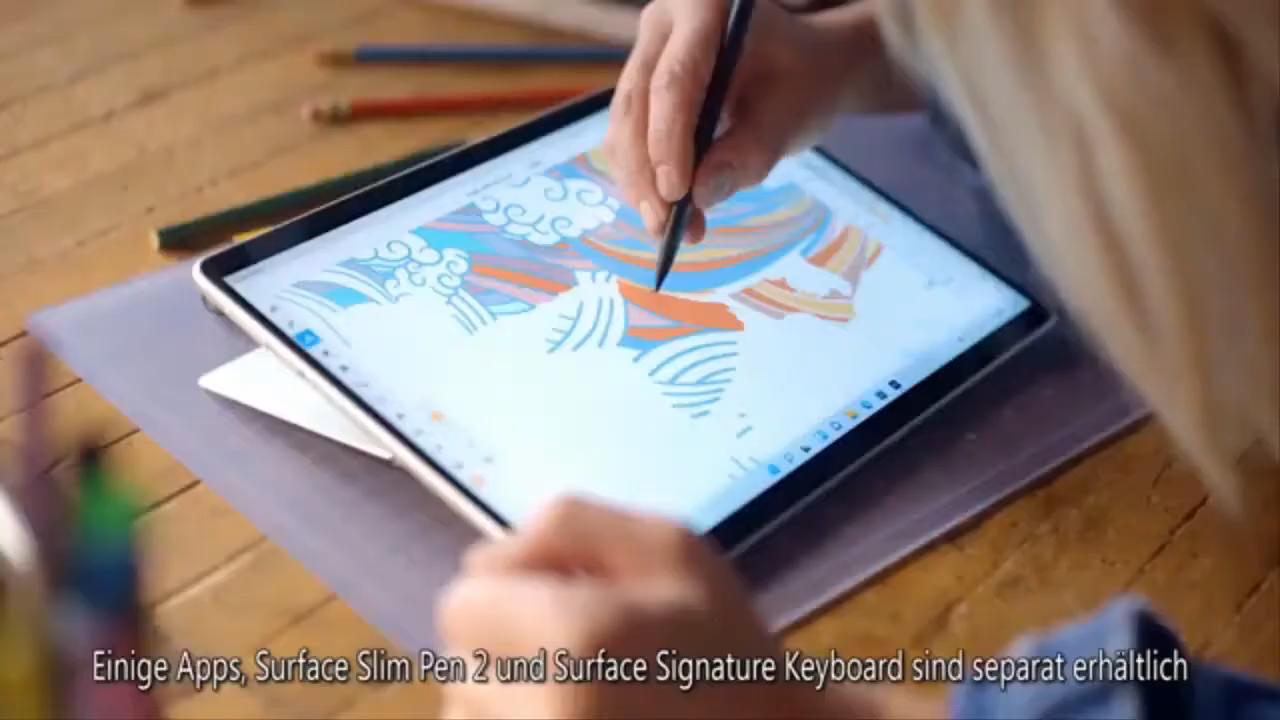 Einige Apps, Surface Slim Pen 2 und Surface Signature Keyboard sind separat erhältlich